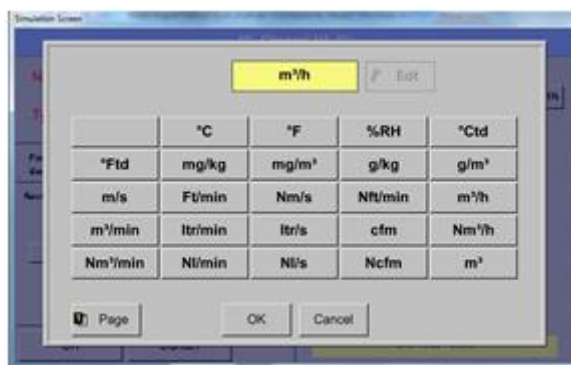 Simulation Screen
m³/h
Edit
°C °F %RH °Ctd
°Ftd mg/kg mg/m³ g/kg g/m³
m/s Ft/min Nm/s Nft/min m³/h
m³/min ltr/min ltr/s cfm Nm³/h
Nm³/min Nl/min Nl/s Ncfm m³
Page OK Cancel